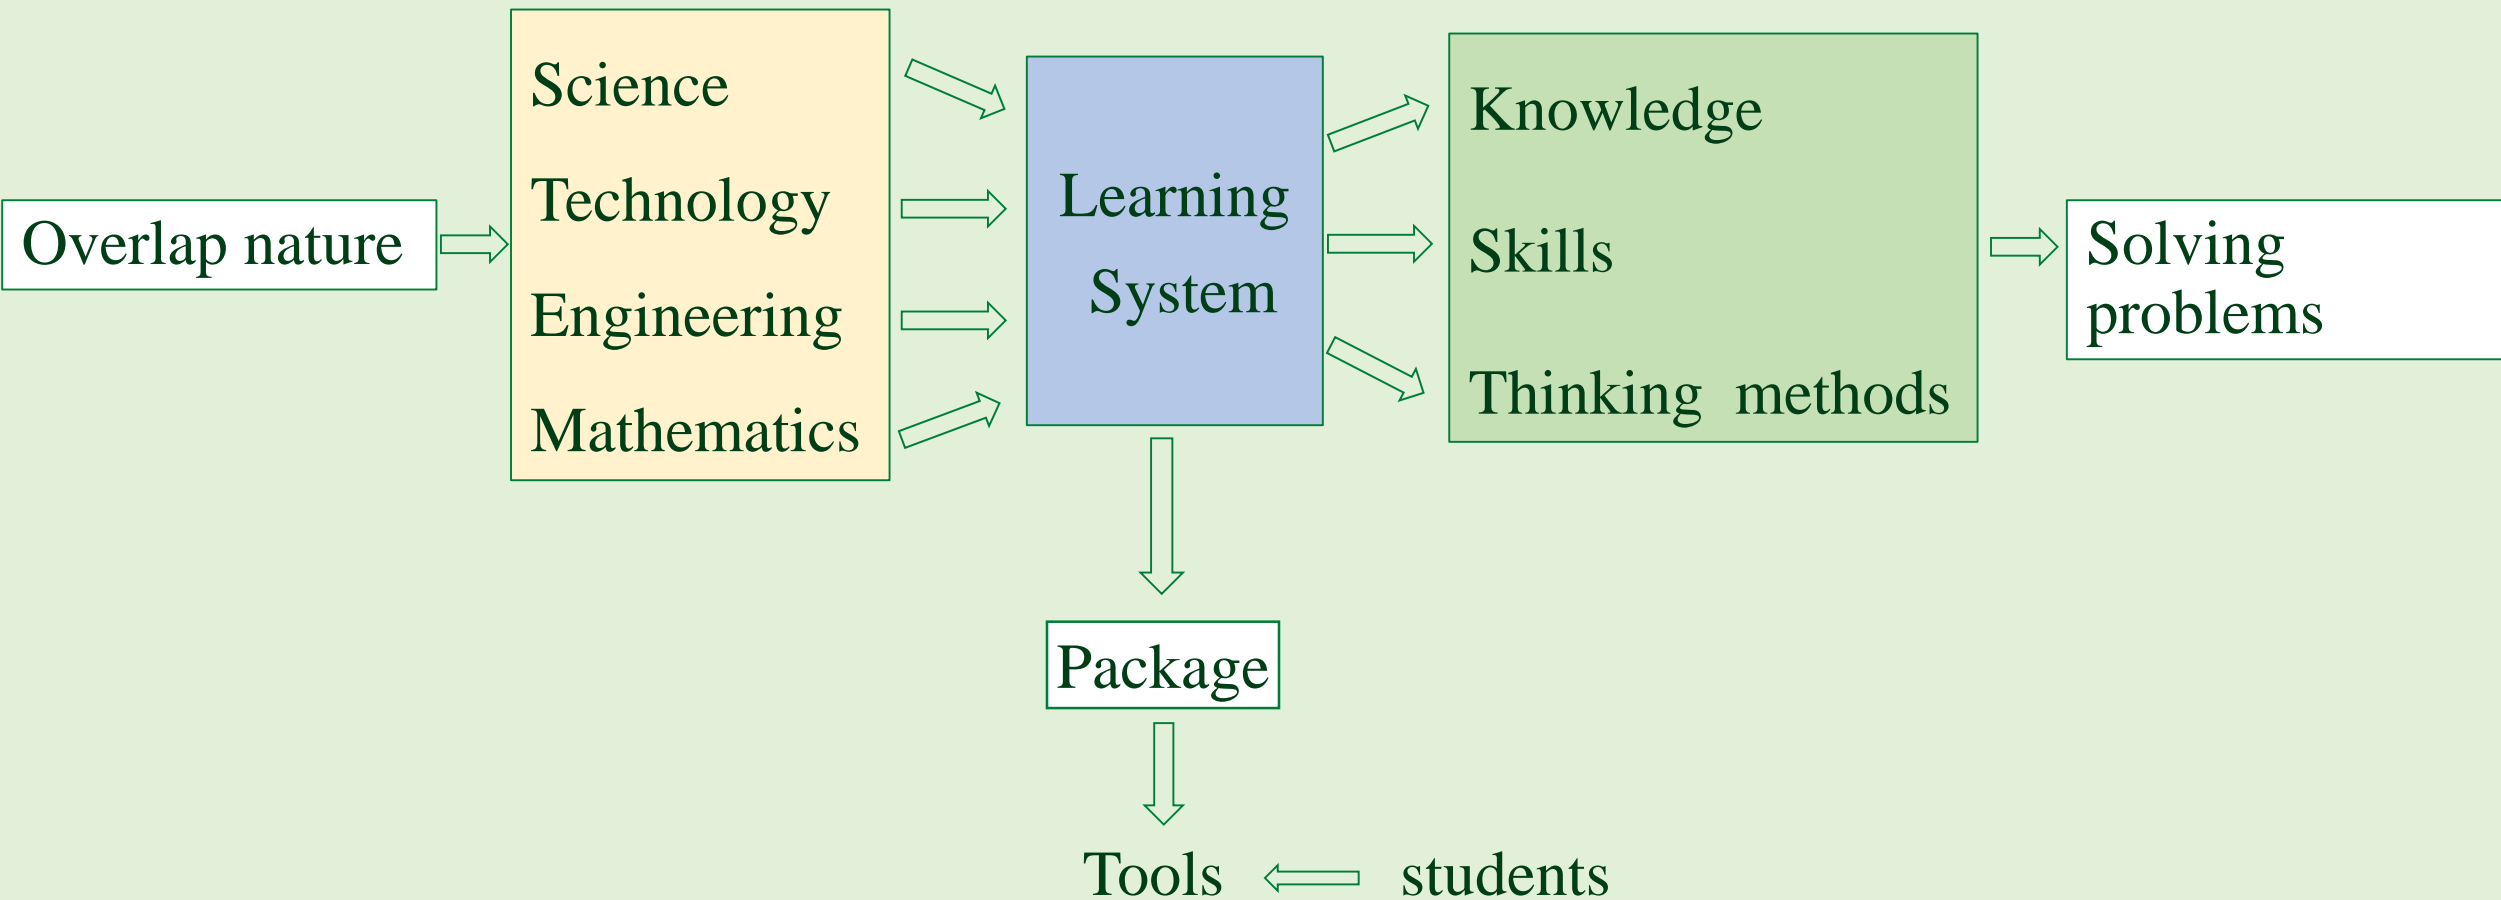 Overlap nature
Science
Technology
Engineering
Mathematics
Learning
System
Knowledge
Skills
Thinking methods
Solving
problems
Package
Tools
students